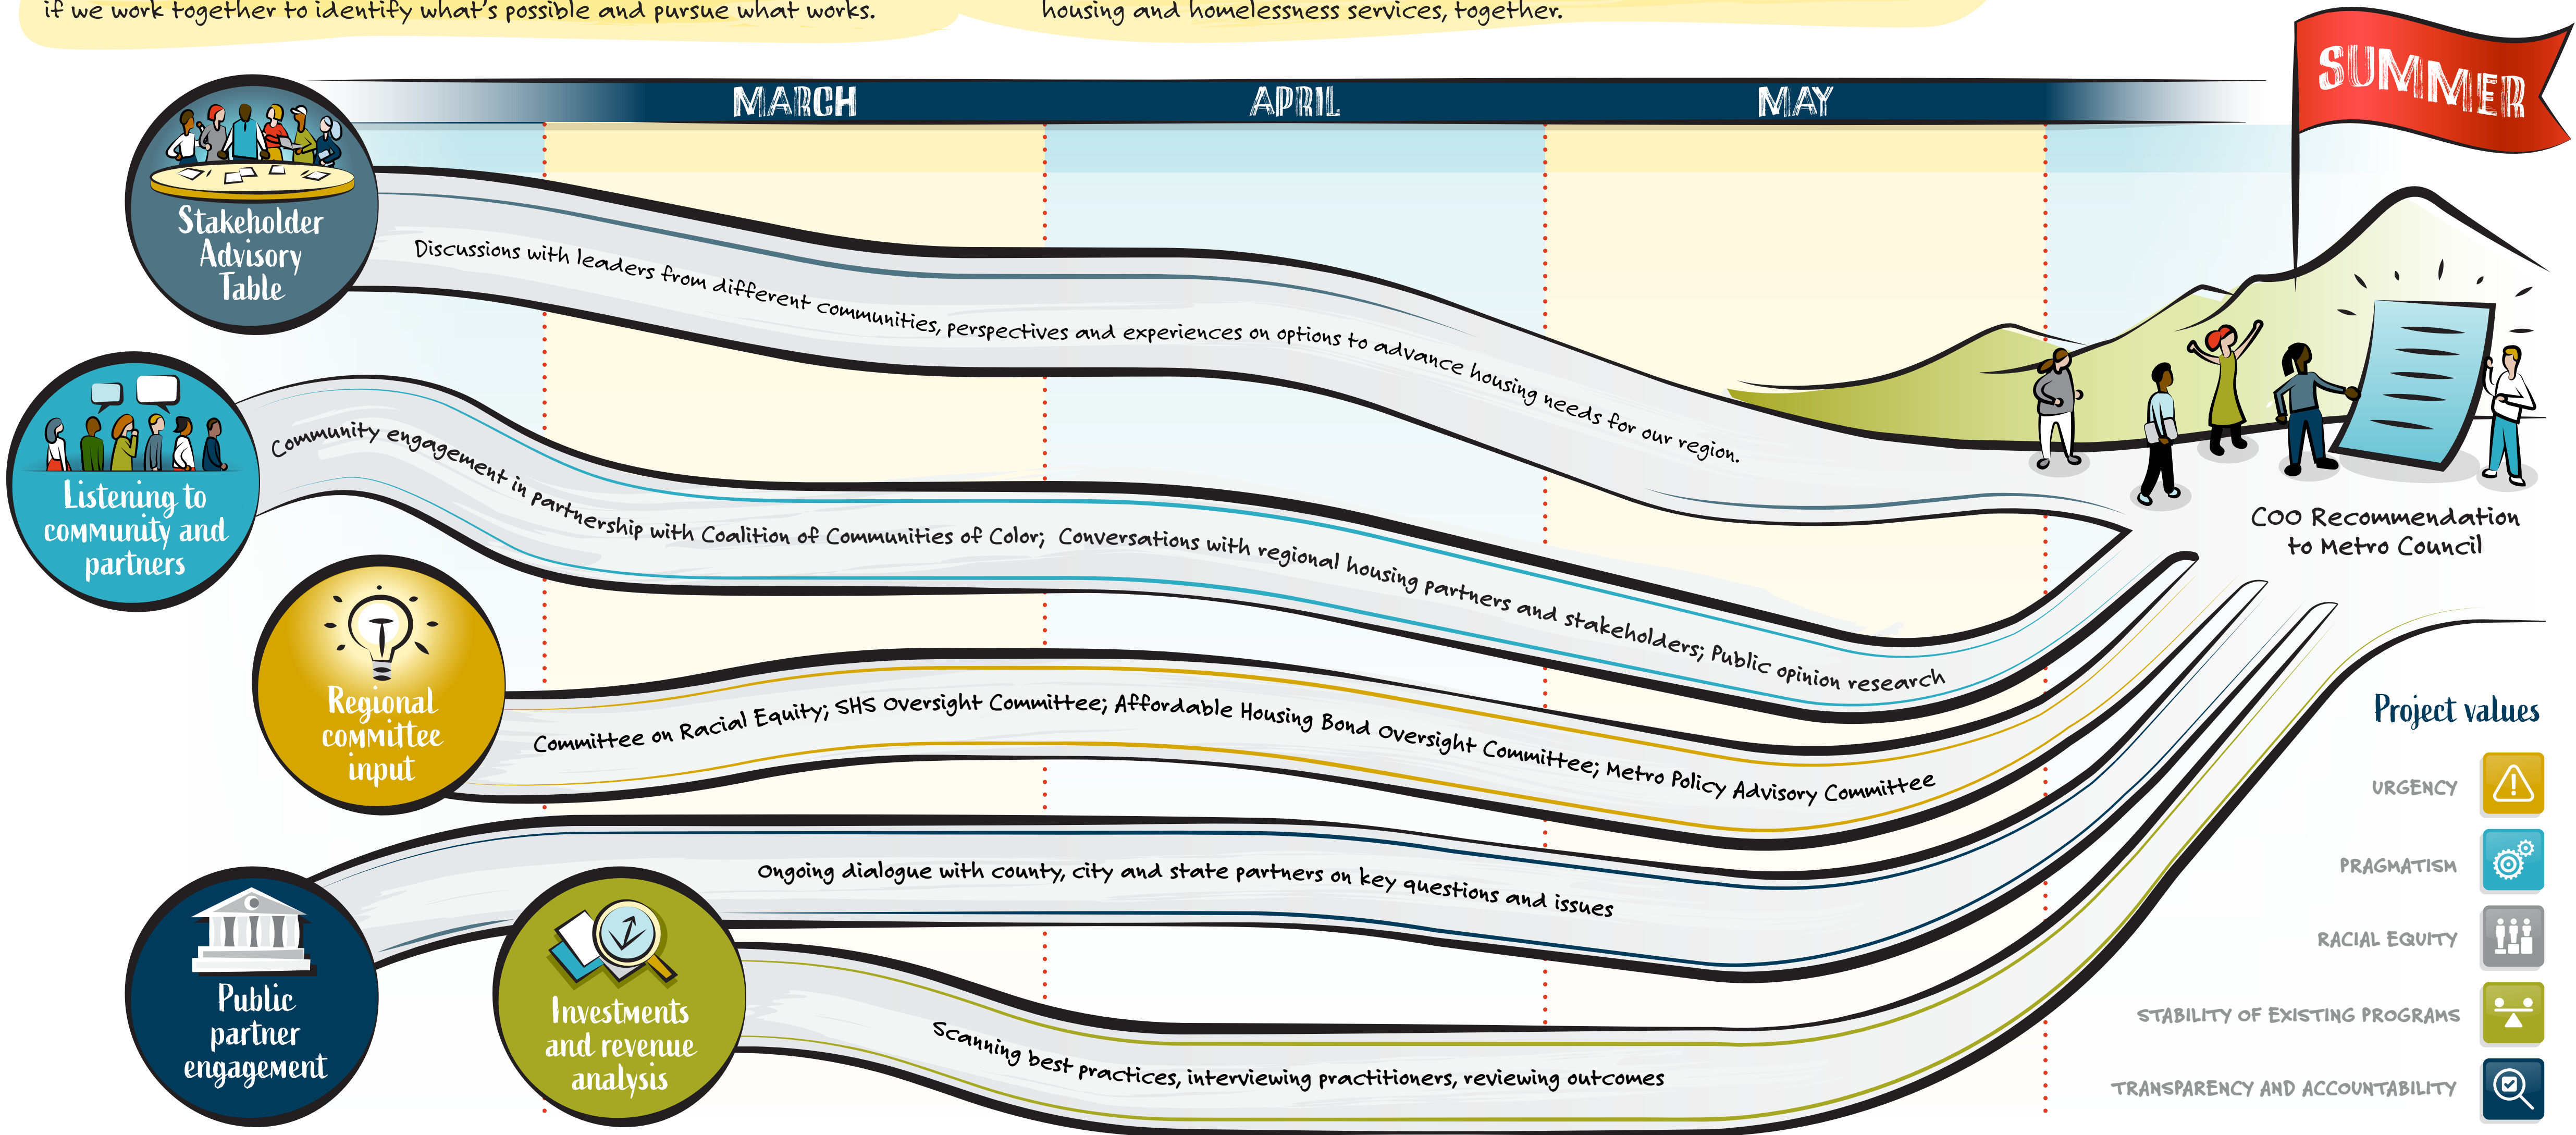 if we work together to identify what's possible and pursue what works.
housing and homelessness services, together.
MARCH
APRIL
MAY
SUMMER
Stakeholder
Advisory
Table
Discussions with leaders from different communities, perspectives and experiences on options to advance housing needs for our region.
Listening to
community and
partners
Community engagement in partnership with Coalition of Communities of Color; Conversations with regional housing partners and stakeholders; Public opinion research
COO Recommendation
to Metro Council
Regional
committee
input
Committee on Racial Equity; SHS Oversight Committee; Affordable Housing Bond Oversight Committee; Metro Policy Advisory Committee
Public
partner
engagement
Ongoing dialogue with county, city and state partners on key questions and issues
Investments
and revenue
analysis
Scanning best practices, interviewing practitioners, reviewing outcomes
Project values
URGENCY
PRAGMATISM
RACIAL EQUITY
STABILITY OF EXISTING PROGRAMS
TRANSPARENCY AND ACCOUNTABILITY